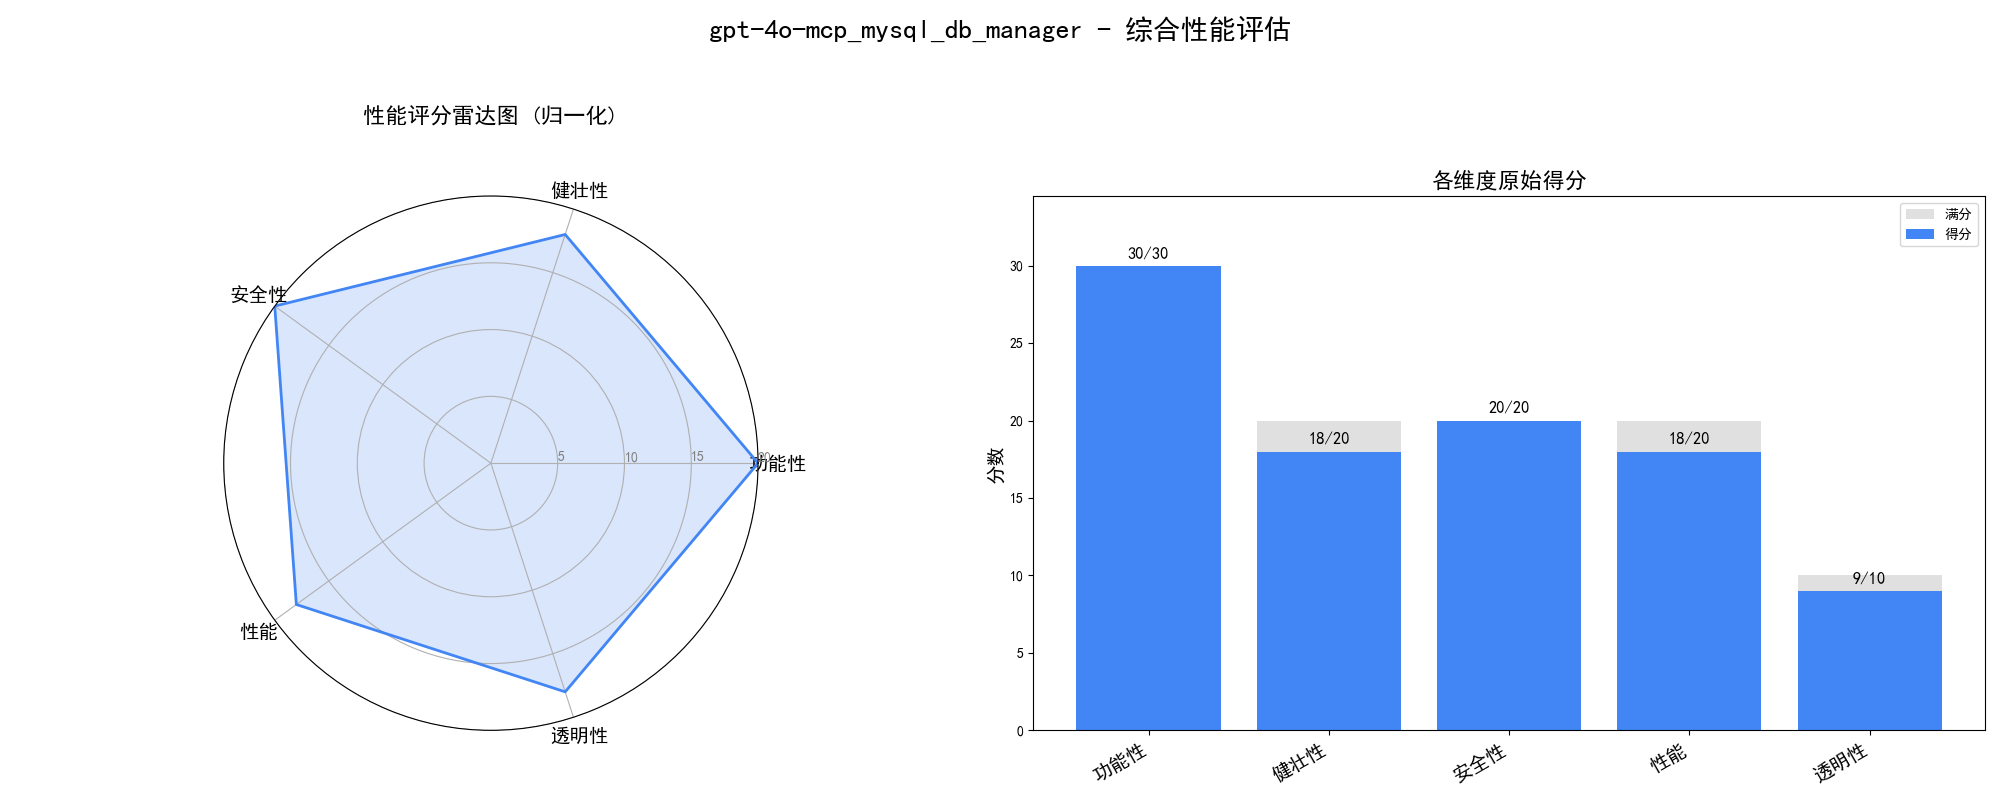 gpt-4o-mcp_mysql_db_manager - 综合性能评估
性能评分雷达图 (归一化)
健壮性
安全性
功能性
性能
透明性
5
10
15
20
各维度原始得分
满分
得分
30/30
18/20
20/20
18/20
9/10
分数
30
25
20
15
10
5
0
功能性
健壮性
安全性
性能
透明性